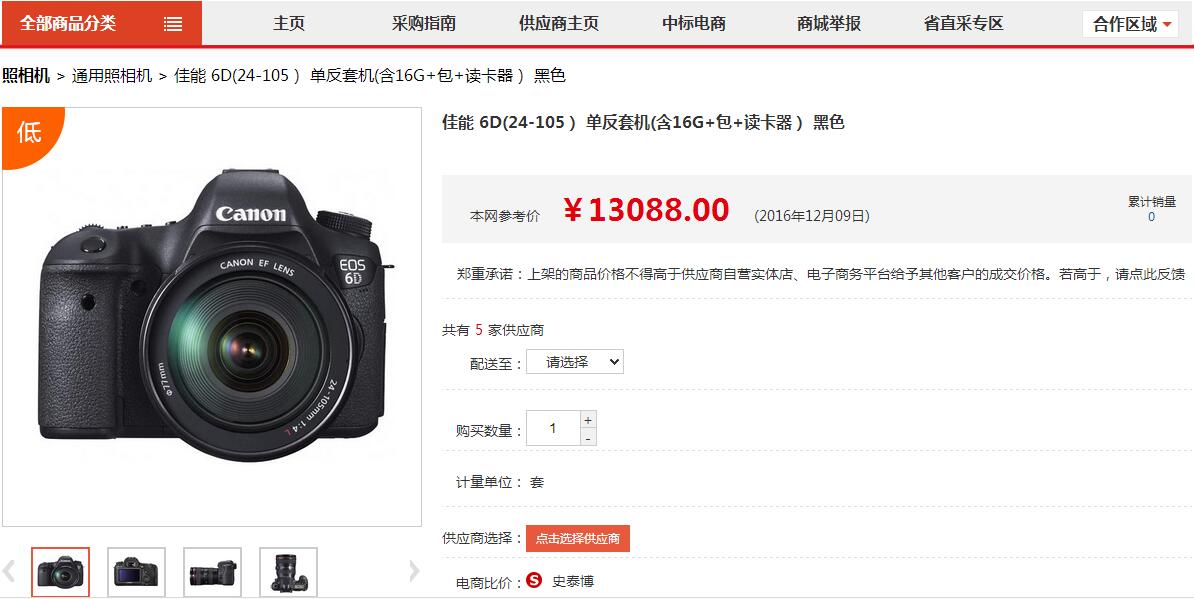 全部商品分类 主页 采购指南 供应商主页 中标电商 商城举报 省直采专区 合作区域
照相机 > 通用照相机 > 佳能 6D(24-105） 单反套机(含16G+包+读卡器 ） 黑色
低
Canon
EOS
6D
CANON EF LENS
Φ77mm
24-105mm 1:4 L
佳能 6D(24-105 ） 单反套机(含16G+包+读卡器 ） 黑色
本网参考价 ￥13088.00 (2016年12月09日)
累计销量
0
郑重承诺：上架的商品价格不得高于供应商自营实体店、电子商务平台给予其他客户的成交价格。若高于，请点此反馈
共有 5 家供应商
配送至： 请选择
购买数量： 1 + -
计量单位： 套
供应商选择： 点击选择供应商
电商比价： S 史泰博